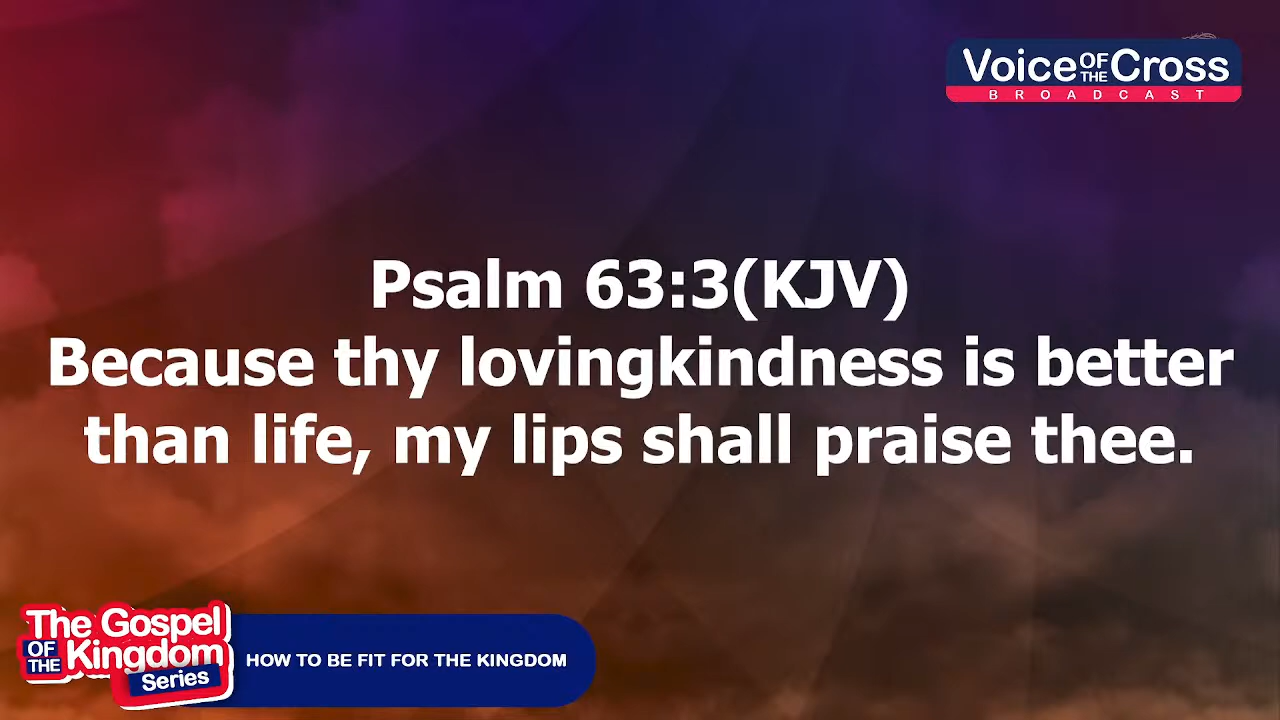 Voice OF THE Cross
BROADCAST
Psalm 63:3(KJV)
Because thy lovingkindness is better
than life, my lips shall praise thee.
The Gospel
OF THE Kingdom
Series
HOW TO BE FIT FOR THE KINGDOM